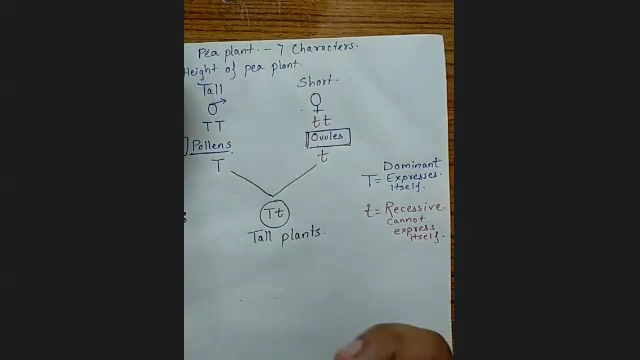 Pea plant. - 7 Characters.
Height of pea plant.
Tall
Short.
♂
♀
TT
tt
Pollens
Ovules
T
t
Tt
Tall plants.
T = Dominant
Expresses
itself.
t = Recessive.
Cannot
express
itself.